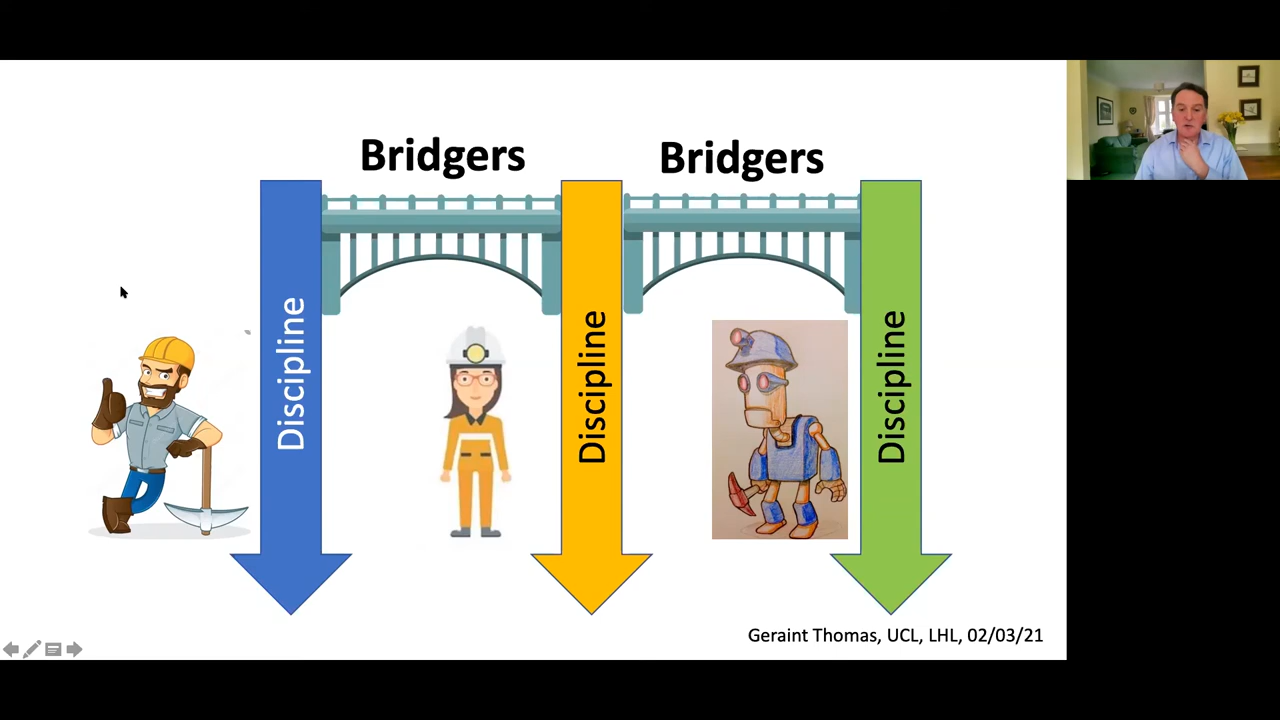 Bridgers
Bridgers
Discipline
Discipline
Discipline
Geraint Thomas, UCL, LHL, 02/03/21